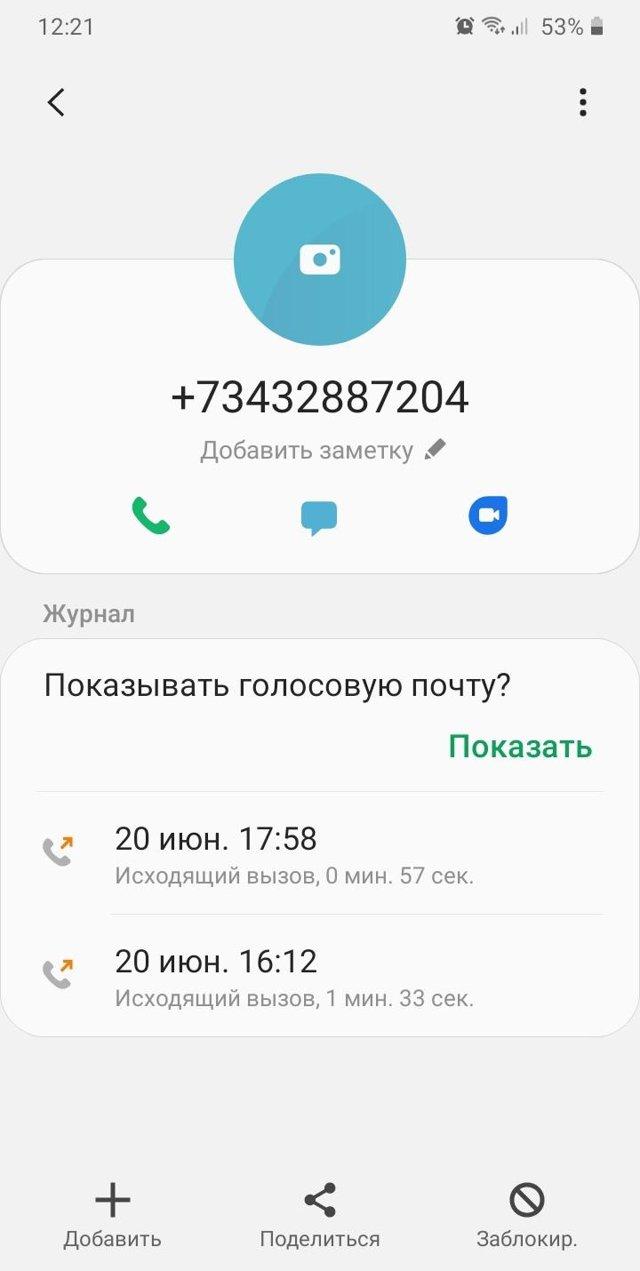 12:21 53%
+73432887204
Добавить заметку
Журнал
Показывать голосовую почту?
Показать
20 июн. 17:58
Исходящий вызов, 0 мин. 57 сек.
20 июн. 16:12
Исходящий вызов, 1 мин. 33 сек.
Добавить Поделиться Заблокир.